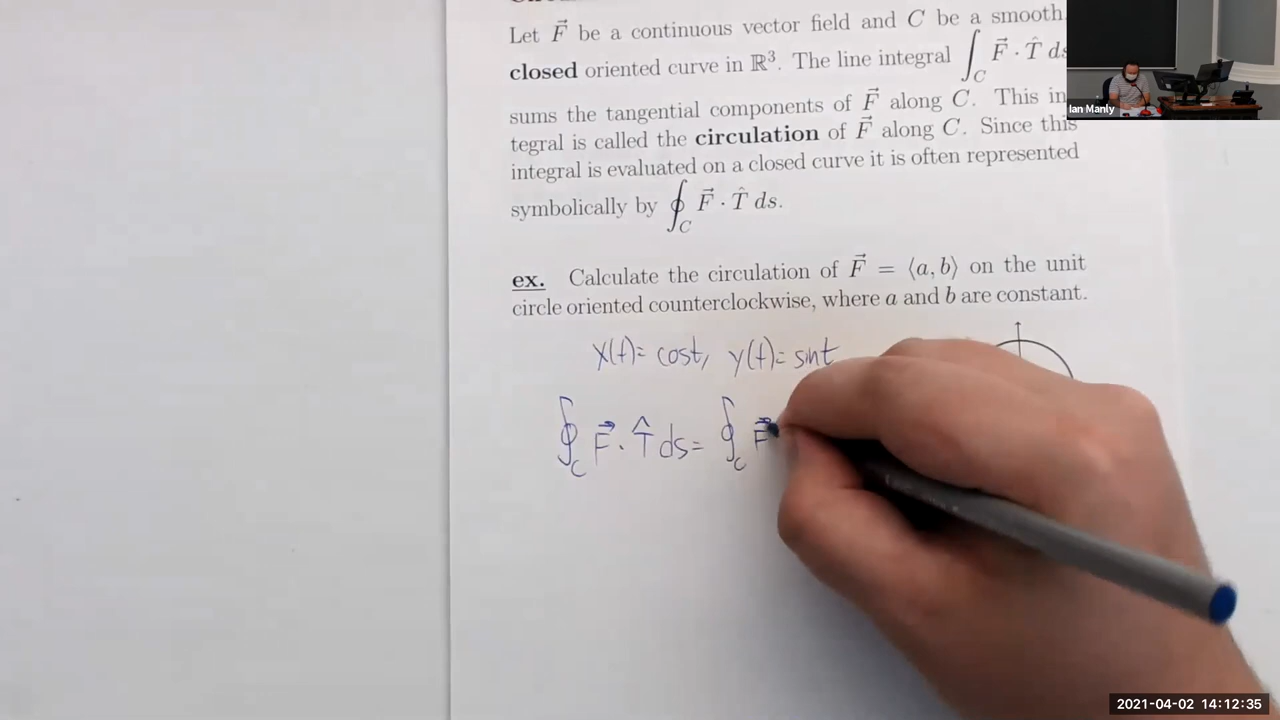 Let F⃗ be a continuous vector field and C be a smooth,
closed oriented curve in ℝ³. The line integral ∫_C F⃗ · T̂ ds
sums the tangential components of F⃗ along C. This in-
tegral is called the circulation of F⃗ along C. Since this
integral is evaluated on a closed curve it is often represented
symbolically by ∮_C F⃗ · T̂ ds.
ex. Calculate the circulation of F⃗ = ⟨a, b⟩ on the unit
circle oriented counterclockwise, where a and b are constant.
x(t)= cost, y(t)= sint
∮_C F⃗ · T̂ ds = ∮_C F⃗
Ian Manly
2021-04-02 14:12:35